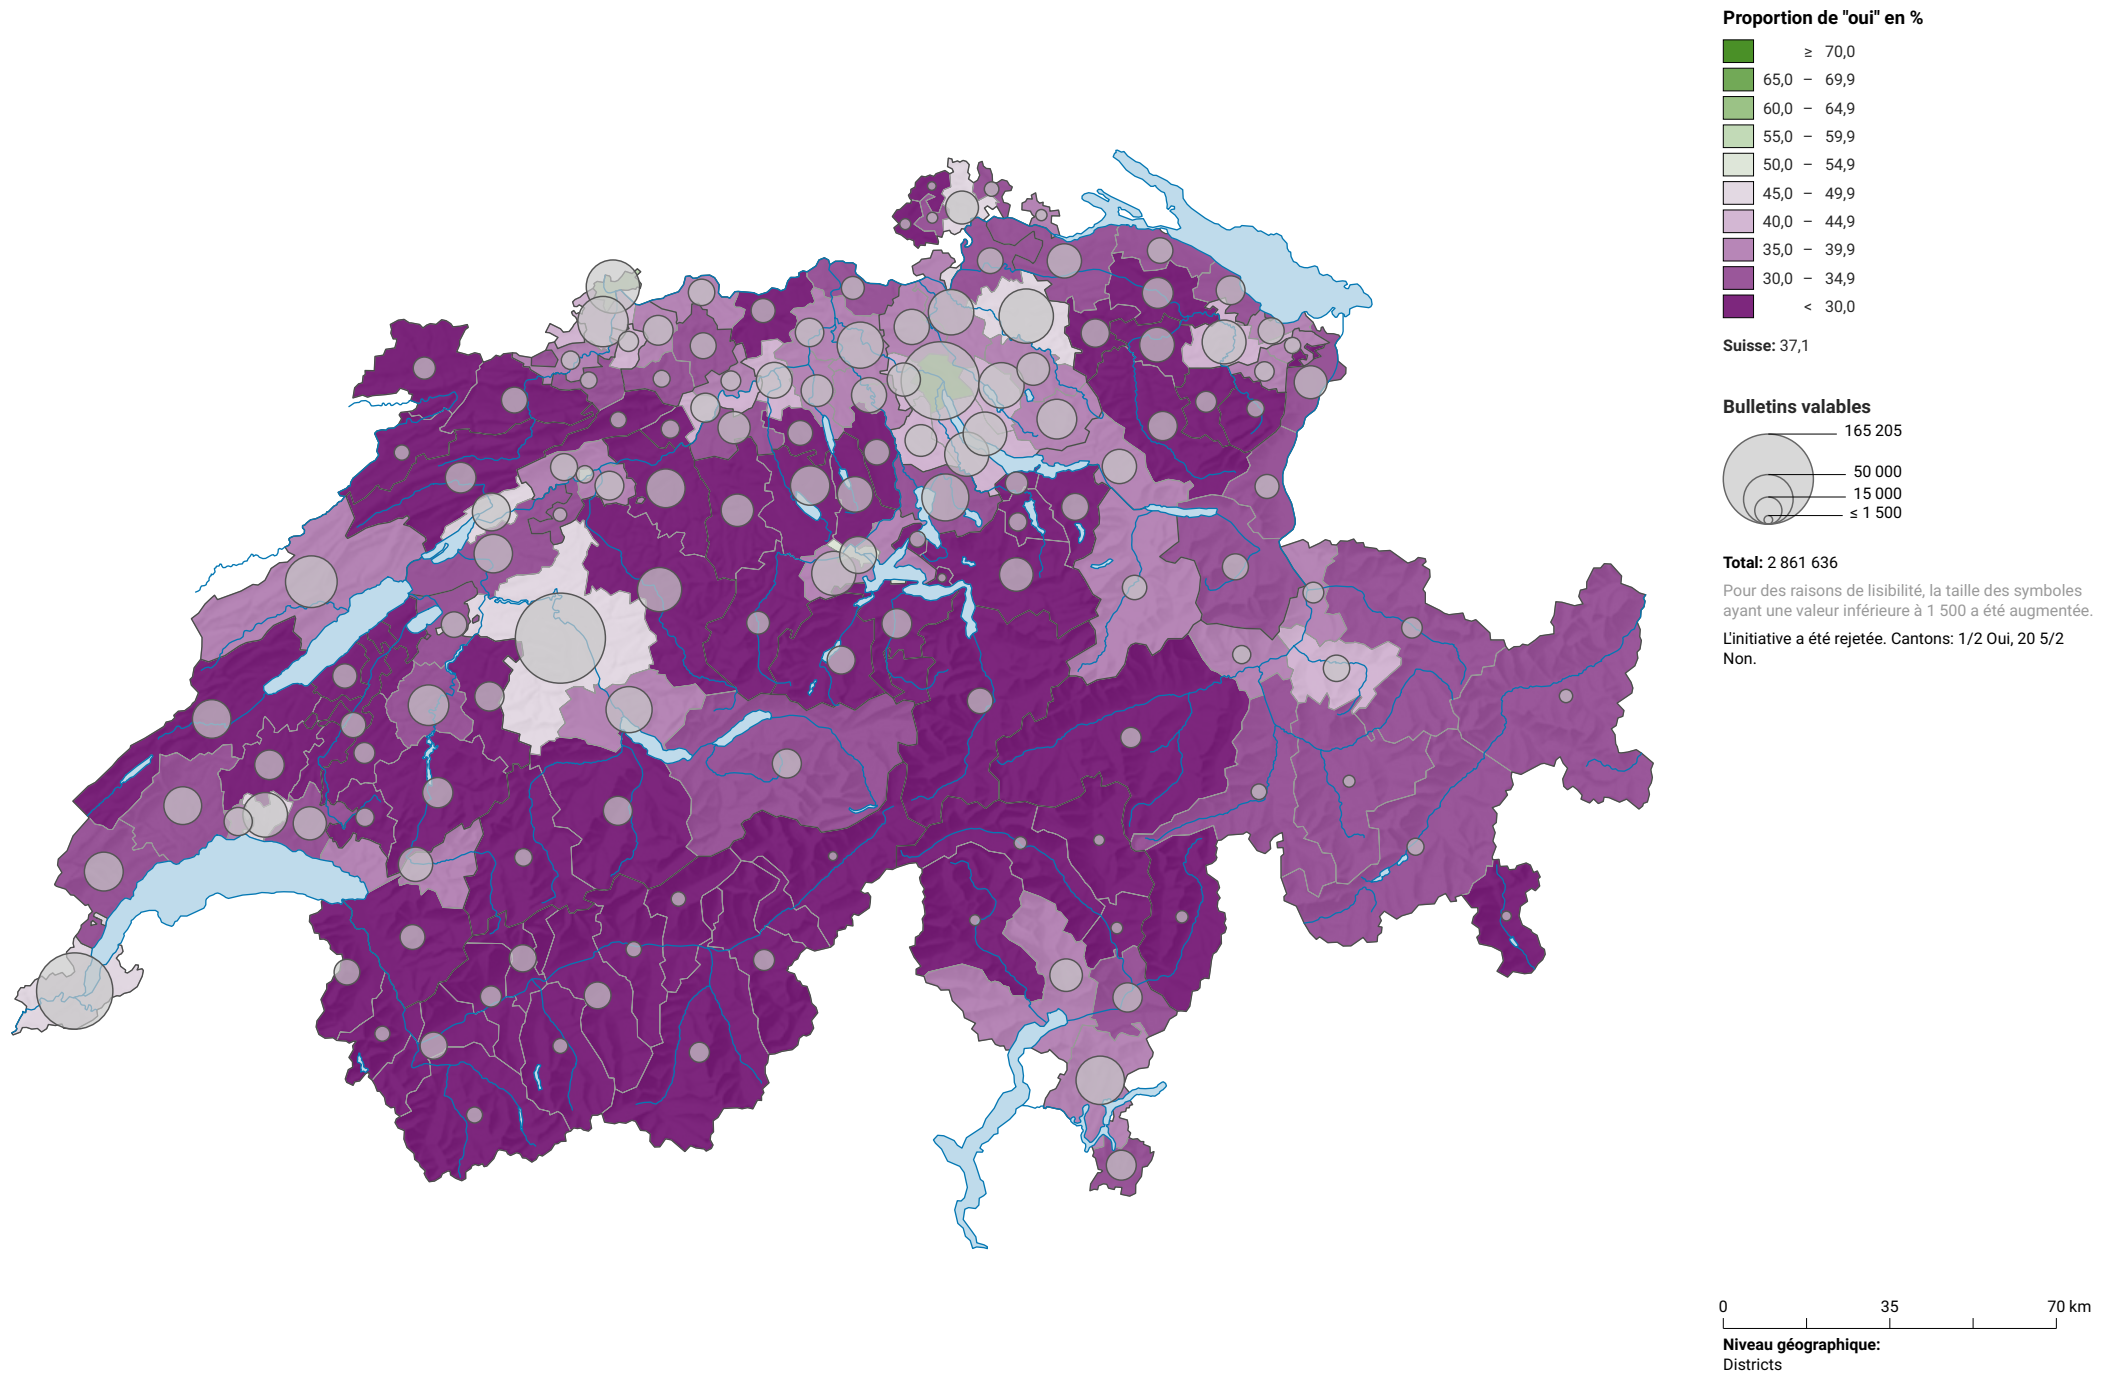 Proportion de "oui" en %
≥ 70,0
65,0 – 69,9
60,0 – 64,9
55,0 – 59,9
50,0 – 54,9
45,0 – 49,9
40,0 – 44,9
35,0 – 39,9
30,0 – 34,9
< 30,0
Suisse: 37,1
Bulletins valables
165 205
50 000
15 000
≤ 1 500
Total: 2 861 636
Pour des raisons de lisibilité, la taille des symboles
ayant une valeur inférieure à 1 500 a été augmentée.
L'initiative a été rejetée. Cantons: 1/2 Oui, 20 5/2
Non.
0 35 70 km
Niveau géographique:
Districts